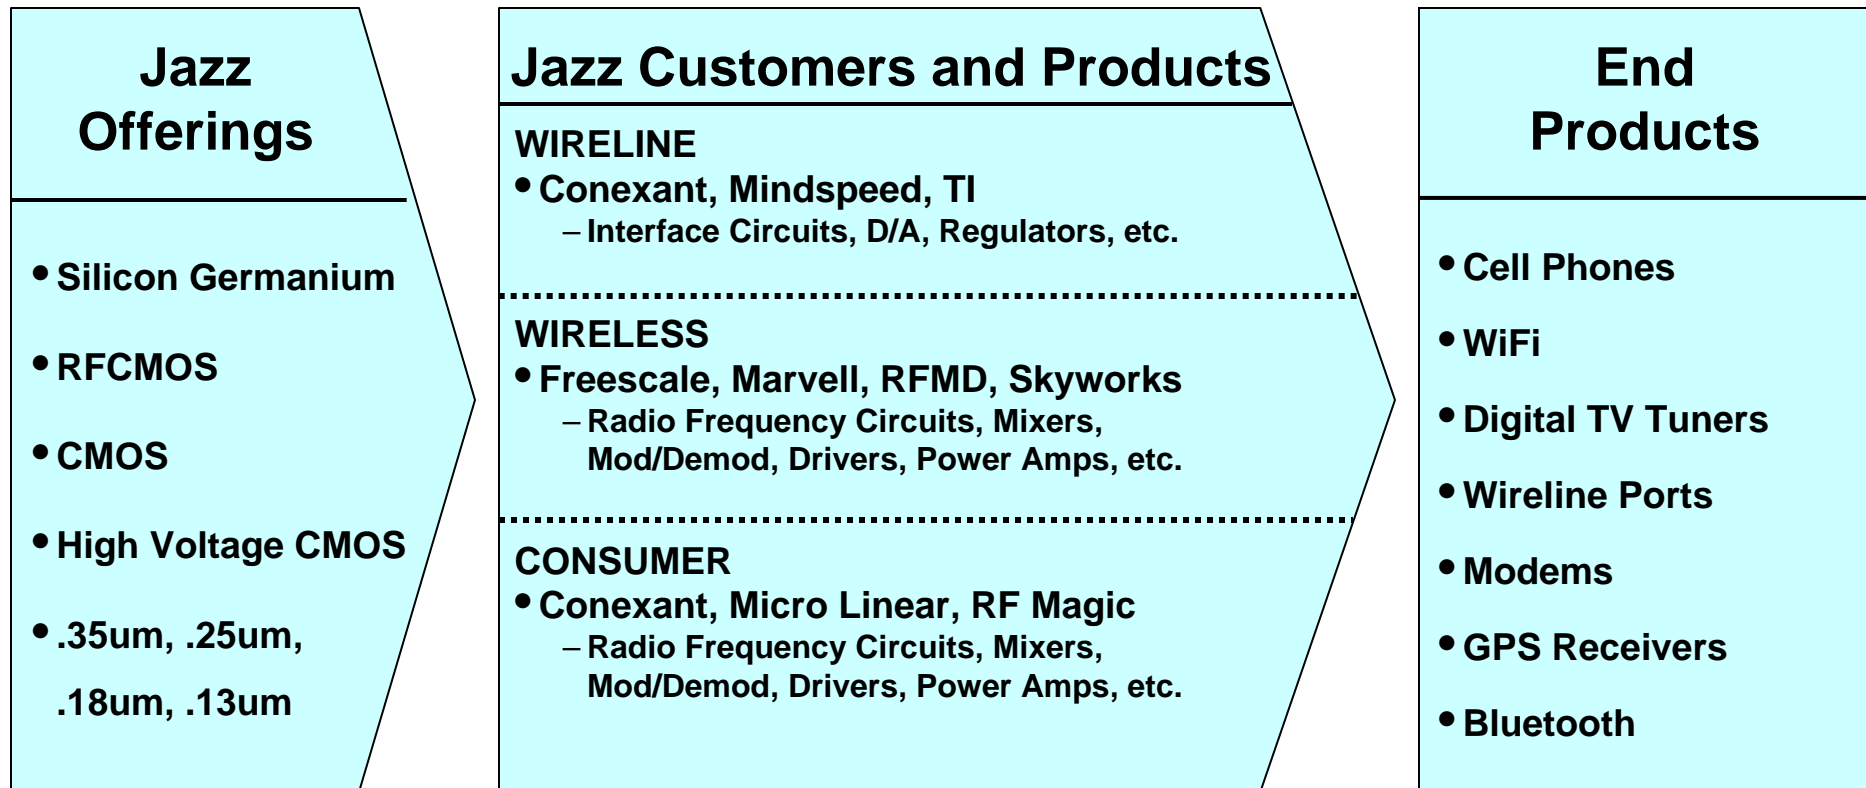 Jazz
Offerings
• Silicon Germanium
• RFCMOS
• CMOS
• High Voltage CMOS
• .35um, .25um,
.18um, .13um
Jazz Customers and Products
WIRELINE
• Conexant, Mindspeed, TI
– Interface Circuits, D/A, Regulators, etc.
WIRELESS
• Freescale, Marvell, RFMD, Skyworks
– Radio Frequency Circuits, Mixers,
Mod/Demod, Drivers, Power Amps, etc.
CONSUMER
• Conexant, Micro Linear, RF Magic
– Radio Frequency Circuits, Mixers,
Mod/Demod, Drivers, Power Amps, etc.
End
Products
• Cell Phones
• WiFi
• Digital TV Tuners
• Wireline Ports
• Modems
• GPS Receivers
• Bluetooth